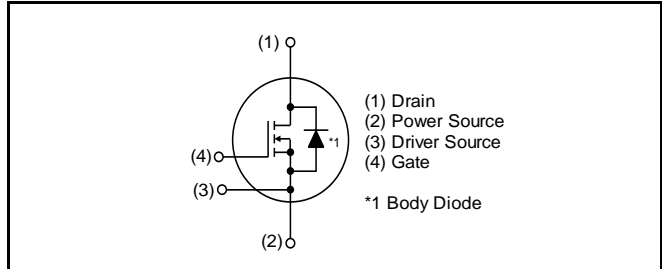 (1)
(1) Drain
(2) Power Source
(3) Driver Source
(4) Gate
*1
(4)
(3)
*1 Body Diode
(2)